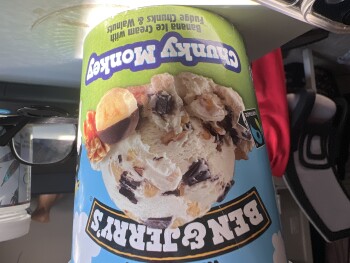 BEN & JERRY'S
Chunky Monkey
Banana Ice Cream with
Fudge Chunks & Walnuts